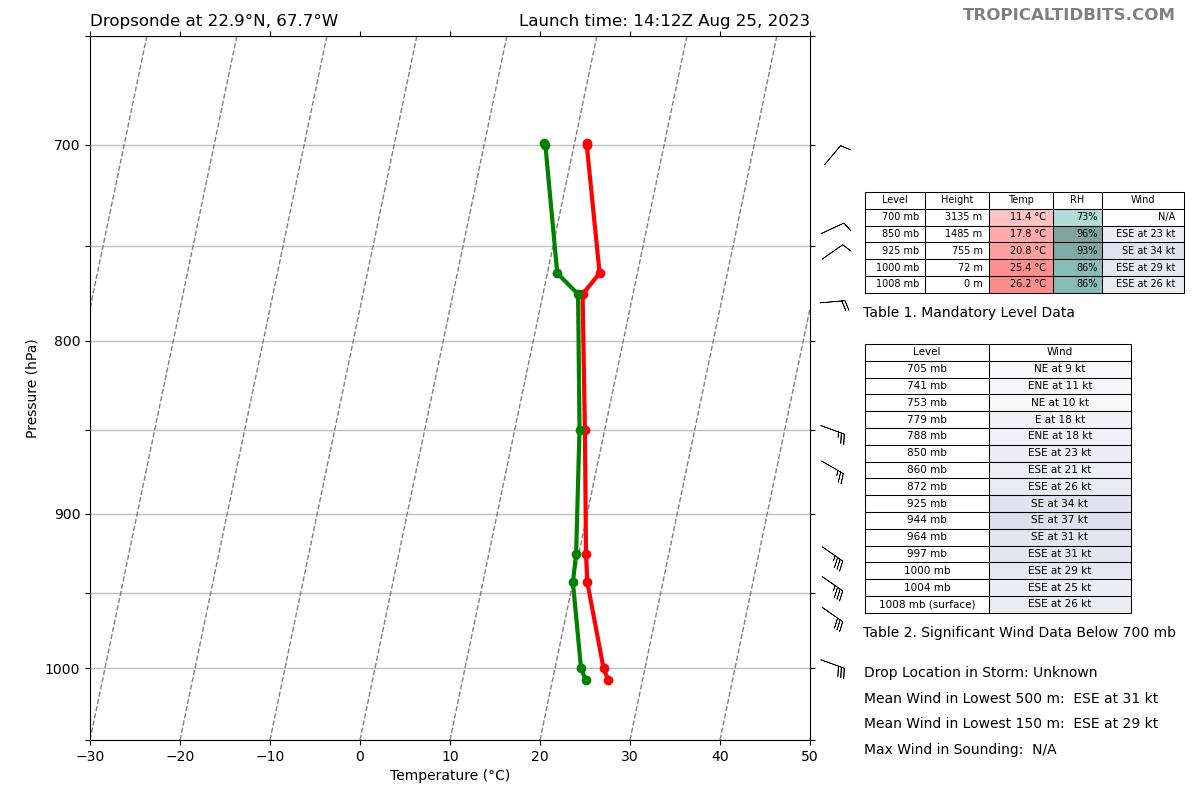 Dropsonde at 22.9°N, 67.7°W
Launch time: 14:12Z Aug 25, 2023
TROPICALTIDBITS.COM
Pressure (hPa)
700
800
900
1000
−30 −20 −10 0 10 20 30 40 50
Temperature (°C)
Level Height Temp RH Wind
700 mb 3135 m 11.4 °C 73% N/A
850 mb 1485 m 17.8 °C 96% ESE at 23 kt
925 mb 755 m 20.8 °C 93% SE at 34 kt
1000 mb 72 m 25.4 °C 86% ESE at 29 kt
1008 mb 0 m 26.2 °C 86% ESE at 26 kt
Table 1. Mandatory Level Data
Level Wind
705 mb NE at 9 kt
741 mb ENE at 11 kt
753 mb NE at 10 kt
779 mb E at 18 kt
788 mb ENE at 18 kt
850 mb ESE at 23 kt
860 mb ESE at 21 kt
872 mb ESE at 26 kt
925 mb SE at 34 kt
944 mb SE at 37 kt
964 mb SE at 31 kt
997 mb ESE at 31 kt
1000 mb ESE at 29 kt
1004 mb ESE at 25 kt
1008 mb (surface) ESE at 26 kt
Table 2. Significant Wind Data Below 700 mb
Drop Location in Storm: Unknown
Mean Wind in Lowest 500 m: ESE at 31 kt
Mean Wind in Lowest 150 m: ESE at 29 kt
Max Wind in Sounding: N/A